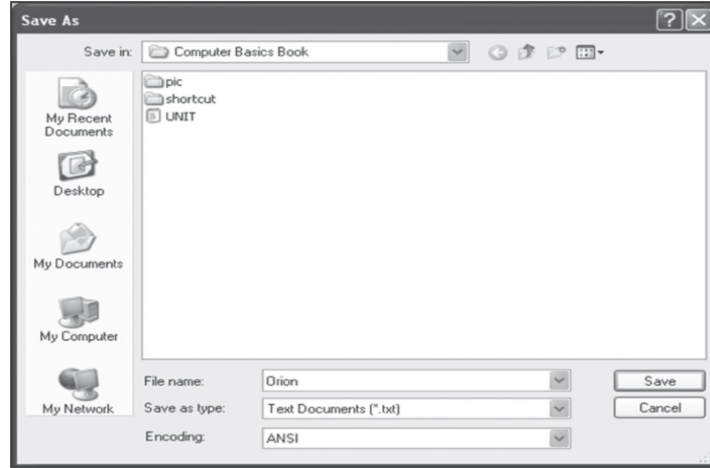 Save As
Save in: Computer Basics Book
pic
shortcut
UNIT
My Recent
Documents
Desktop
My Documents
My Computer
My Network
File name: Orion Save
Save as type: Text Documents (*.txt) Cancel
Encoding: ANSI